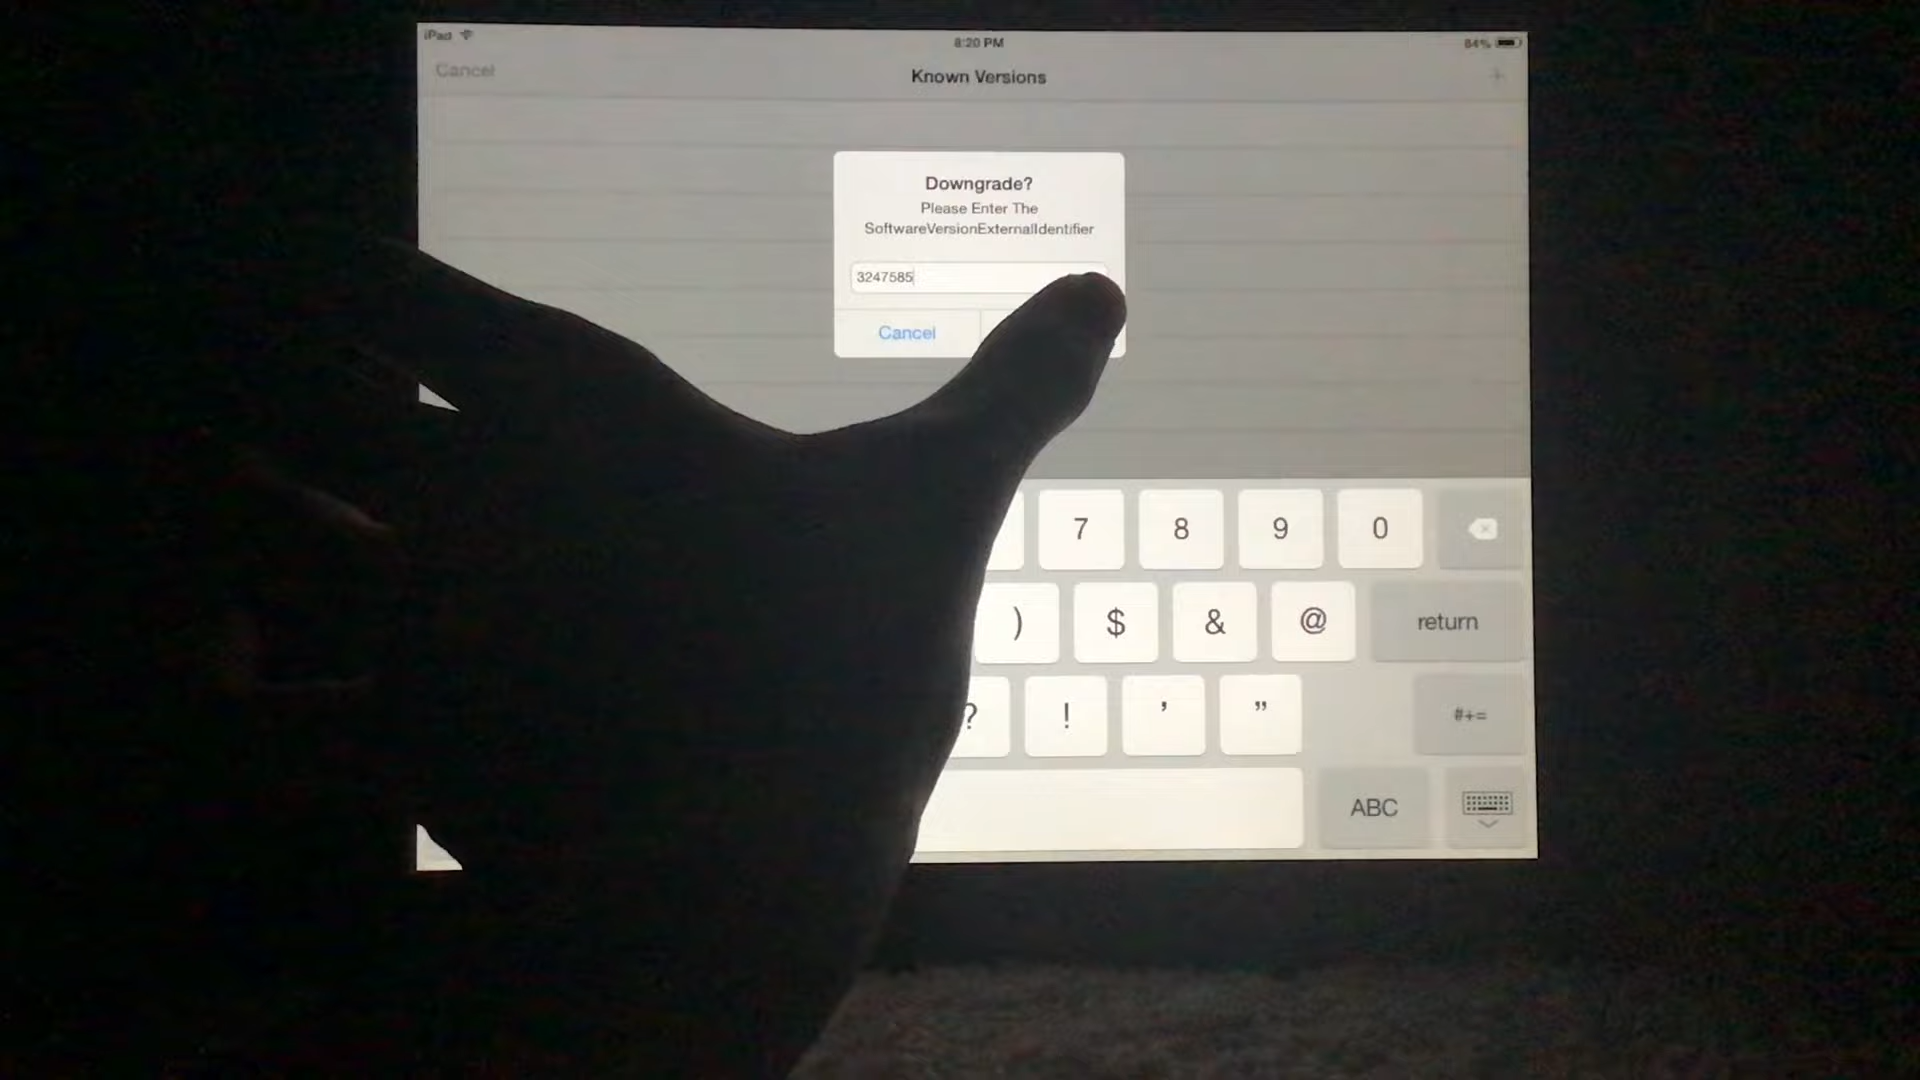 iPad
8:20 PM
84%
Cancel
Known Versions
+
Downgrade?
Please Enter The
SoftwareVersionExternalIdentifier
3247585
Cancel
7 8 9 0
) $ & @ return
? ! ’ ” #+=
ABC